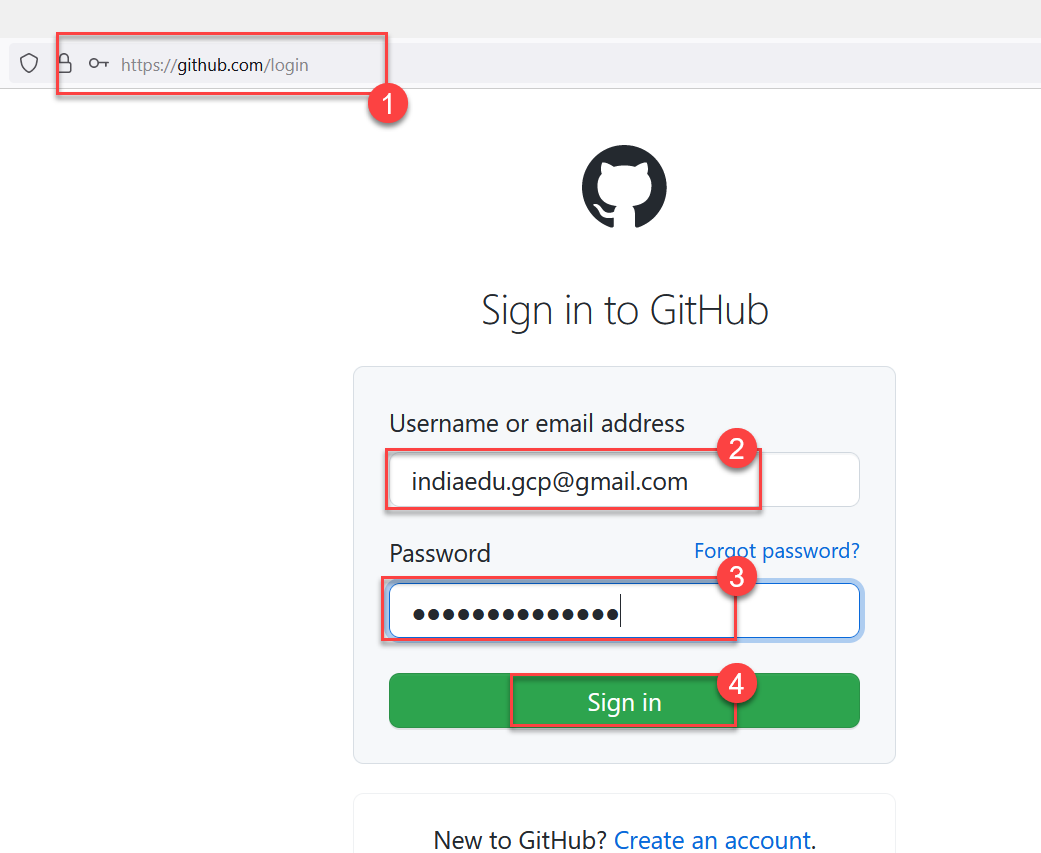 https://github.com/login
1
Sign in to GitHub
Username or email address
2
indiaedu.gcp@gmail.com
Password
Forgot password?
3
●●●●●●●●●●●●●●
4
Sign in
New to GitHub? Create an account.